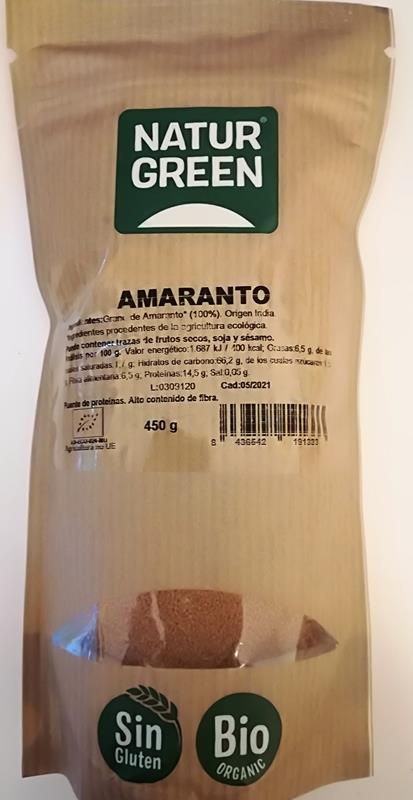 NATUR
GREEN®
AMARANTO
Grano de Amaranto* (100%). Origen India.
Ingredientes procedentes de la agricultura ecológica.
Puede contener trazas de frutos secos, soja y sésamo.
por 100 g. Valor energético:1.687 kJ / 400 kcal; Grasas:6,5 g, de las
saturadas:1,7 g; Hidratos de carbono:66,2 g, de los cuales azúcares
Fibra alimentaria:6,5 g; Proteínas:14,5 g; Sal:0,05 g.
L:0309120 Cad:05/2021
Fuente de proteínas. Alto contenido de fibra.
450 g
Agricultura no UE
8 436542 191333
Sin
Gluten
Bio
ORGANIC